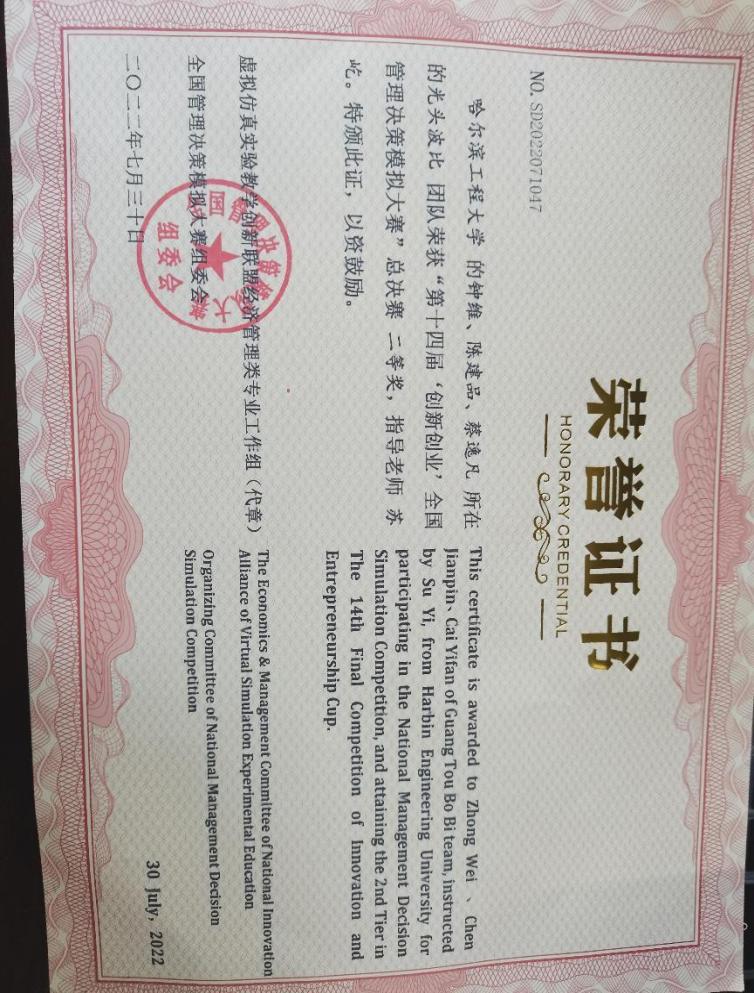 NO. SD2022071047
荣誉证书
HONORARY CREDENTIAL
哈尔滨工程大学 的钟维、陈建品、蔡逸凡 所在
的光头波比 团队荣获“第十四届‘创新创业’全国
管理决策模拟大赛”总决赛 二等奖，指导老师 苏
屹。特颁此证，以资鼓励。
This certificate is awarded to Zhong Wei 、 Chen
Jianpin、Cai Yifan of Guang Tou Bo Bi team, instructed
by Su Yi, from Harbin Engineering University for
participating in the National Management Decision
Simulation Competition, and attaining the 2nd Tier in
The 14th Final Competition of Innovation and
Entrepreneurship Cup.
虚拟仿真实验教学创新联盟经济管理类专业工作组（代章）
全国管理决策模拟大赛组委会
二〇二二年七月三十日
组委会
The Economics & Management Committee of National Innovation
Alliance of Virtual Simulation Experimental Education
Organizing Committee of National Management Decision
Simulation Competition
30 July, 2022